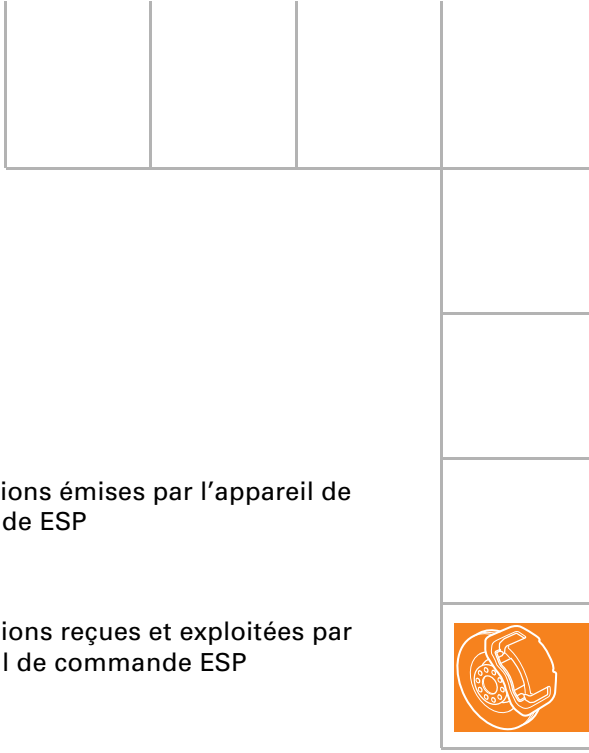 ions émises par l’appareil de
de ESP
ions reçues et exploitées par
l de commande ESP